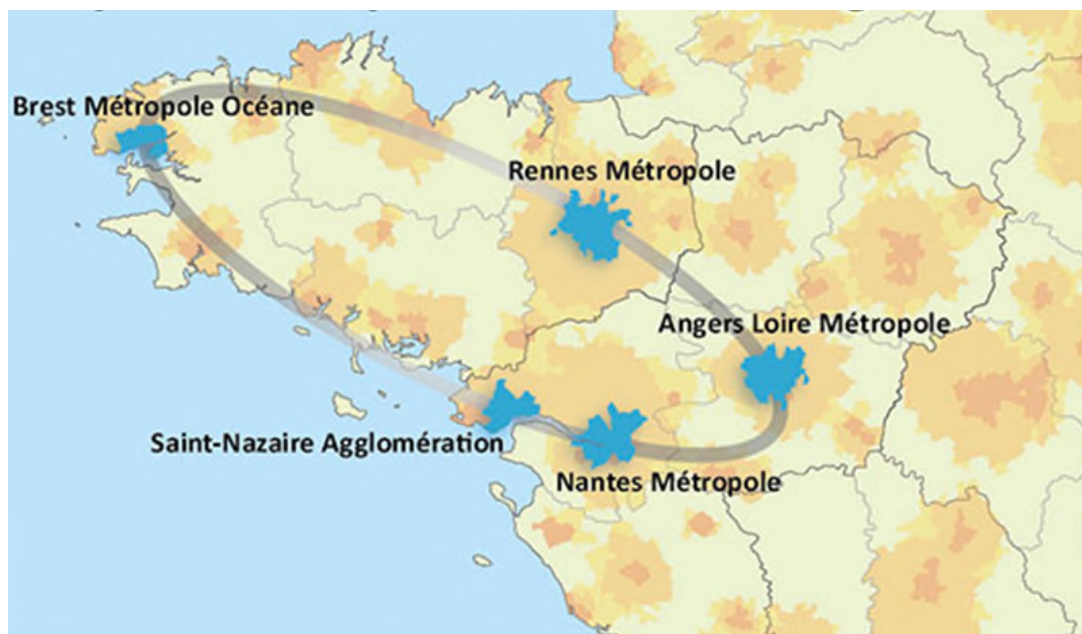 Brest Métropole Océane
Rennes Métropole
Angers Loire Métropole
Saint-Nazaire Agglomération
Nantes Métropole